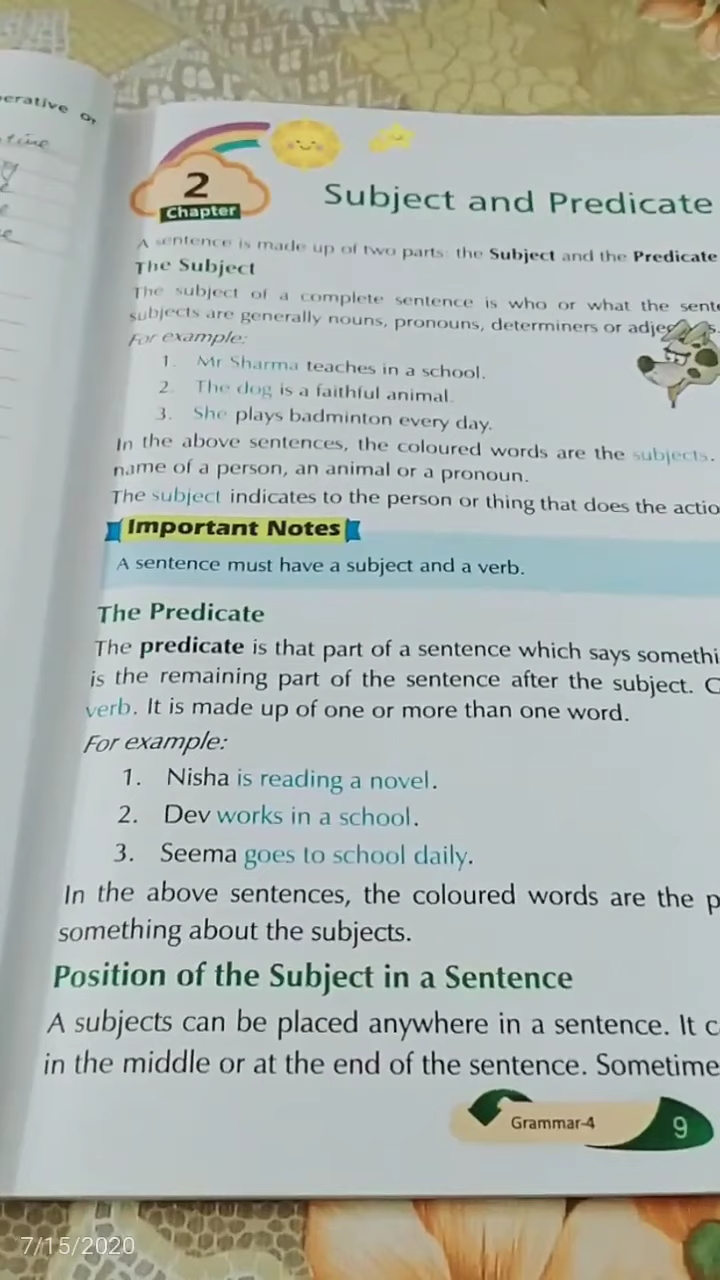 erative or
2
Chapter
Subject and Predicate
A sentence is made up of two parts: the Subject and the Predicate
The Subject
The subject of a complete sentence is who or what the sent
subjects are generally nouns, pronouns, determiners or adjec s.
For example:
1. Mr Sharma teaches in a school.
2. The dog is a faithful animal.
3. She plays badminton every day.
In the above sentences, the coloured words are the subjects.
name of a person, an animal or a pronoun.
The subject indicates to the person or thing that does the actio
Important Notes
A sentence must have a subject and a verb.
The Predicate
The predicate is that part of a sentence which says somethi
is the remaining part of the sentence after the subject. C
verb. It is made up of one or more than one word.
For example:
1. Nisha is reading a novel.
2. Dev works in a school.
3. Seema goes to school daily.
In the above sentences, the coloured words are the p
something about the subjects.
Position of the Subject in a Sentence
A subjects can be placed anywhere in a sentence. It c
in the middle or at the end of the sentence. Sometime
Grammar-4
9
7/15/2020